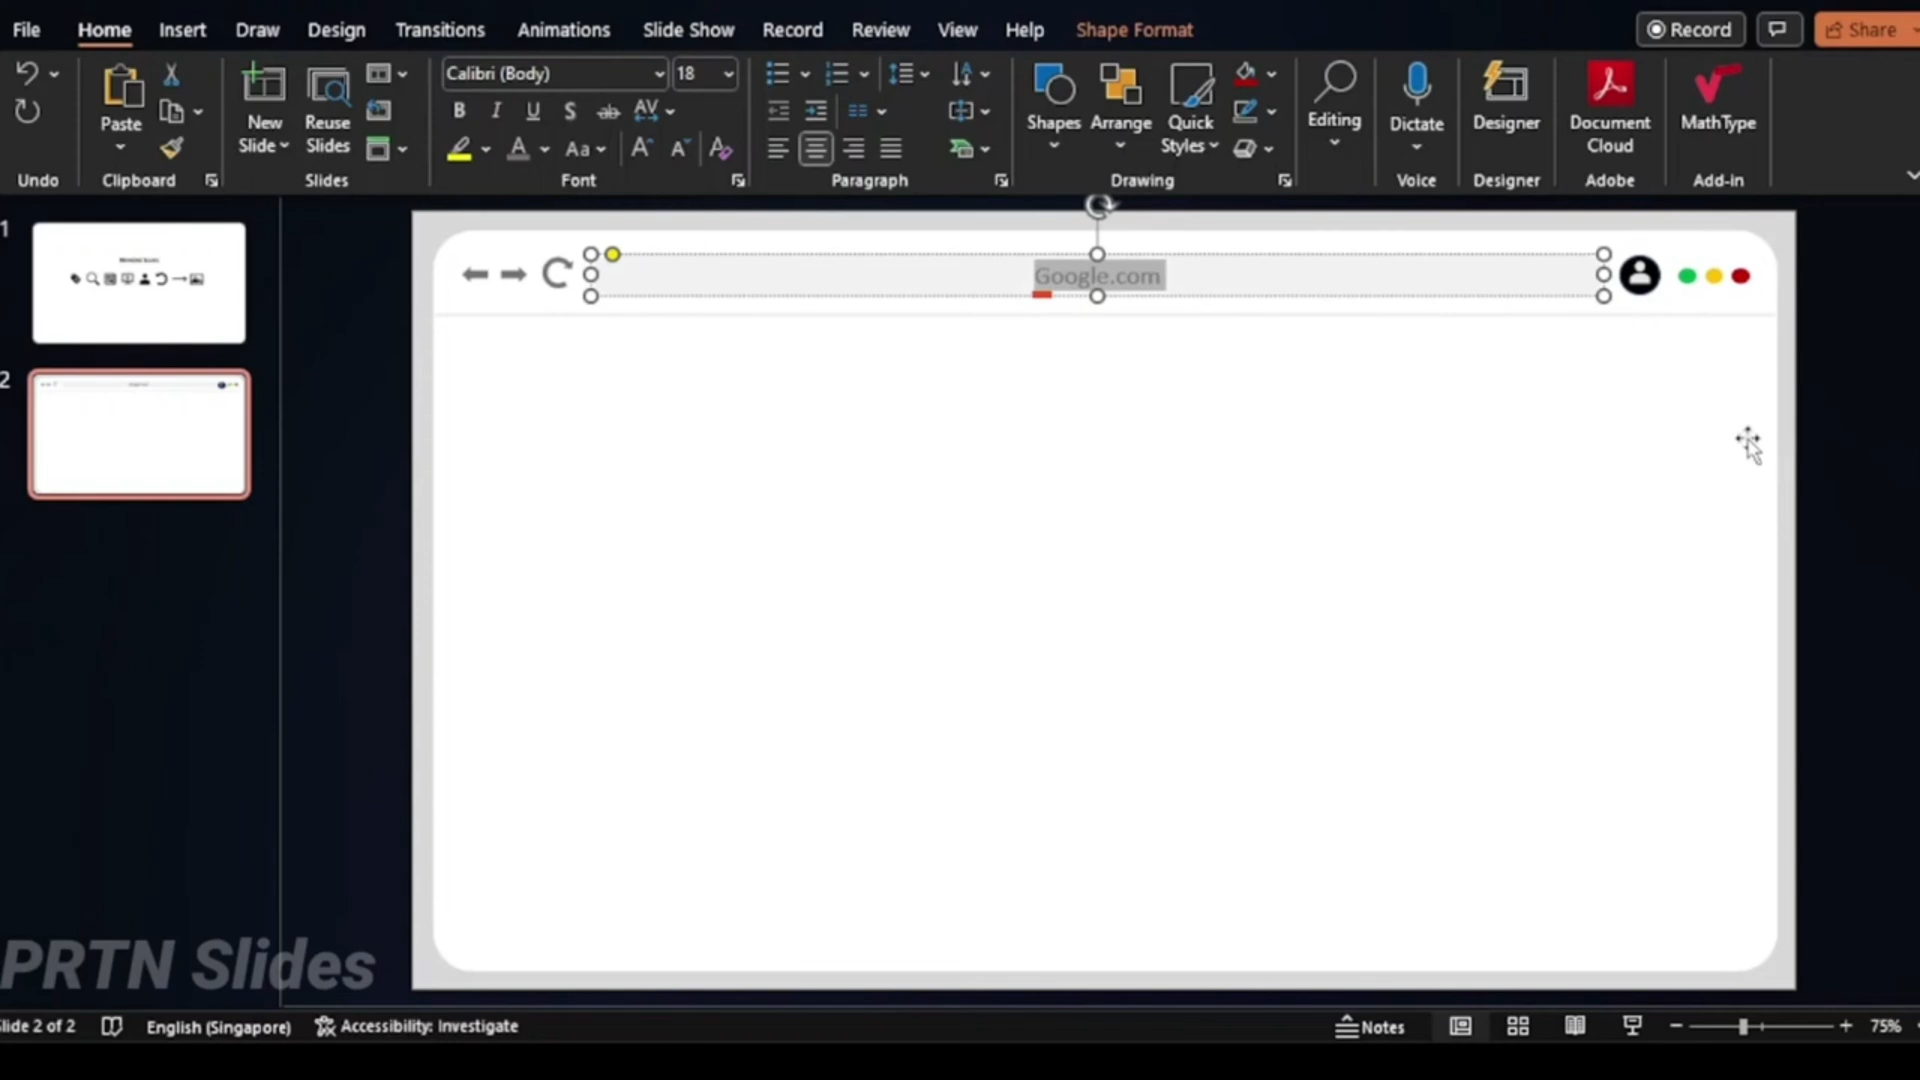 File Home Insert Draw Design Transitions Animations Slide Show Record Review View Help Shape Format Record Share
Calibri (Body) 18
B I U S ab AV
Aa A A A
Paste New Slide Reuse Slides Shapes Arrange Quick Styles Editing Dictate Designer Document Cloud MathType
Undo Clipboard Slides Font Paragraph Drawing Voice Designer Adobe Add-in
1
2
Google.com
PRTN Slides
lide 2 of 2 English (Singapore) Accessibility: Investigate Notes 75%